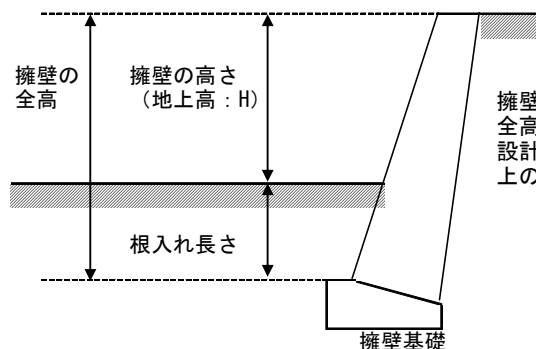 擁壁の
全高
擁壁の高さ
（地上高：H）
擁壁
全高
設計
上の
根入れ長さ
擁壁基礎